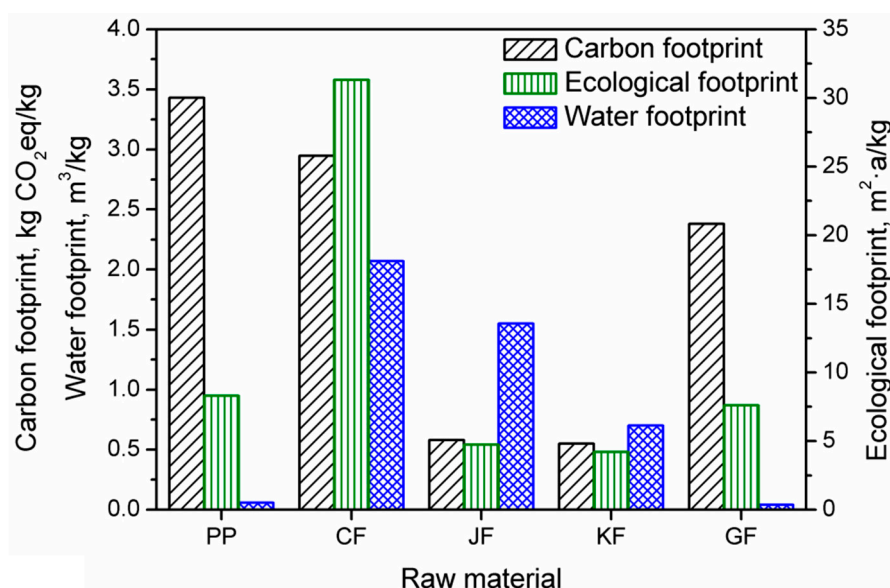 Carbon footprint, kg CO₂eq/kg
Water footprint, m³/kg
4.0
3.5
3.0
2.5
2.0
1.5
1.0
0.5
0.0
Carbon footprint
Ecological footprint
Water footprint
35
30
25
20
15
10
5
0
Ecological footprint, m²·a/kg
PP CF JF KF GF
Raw material